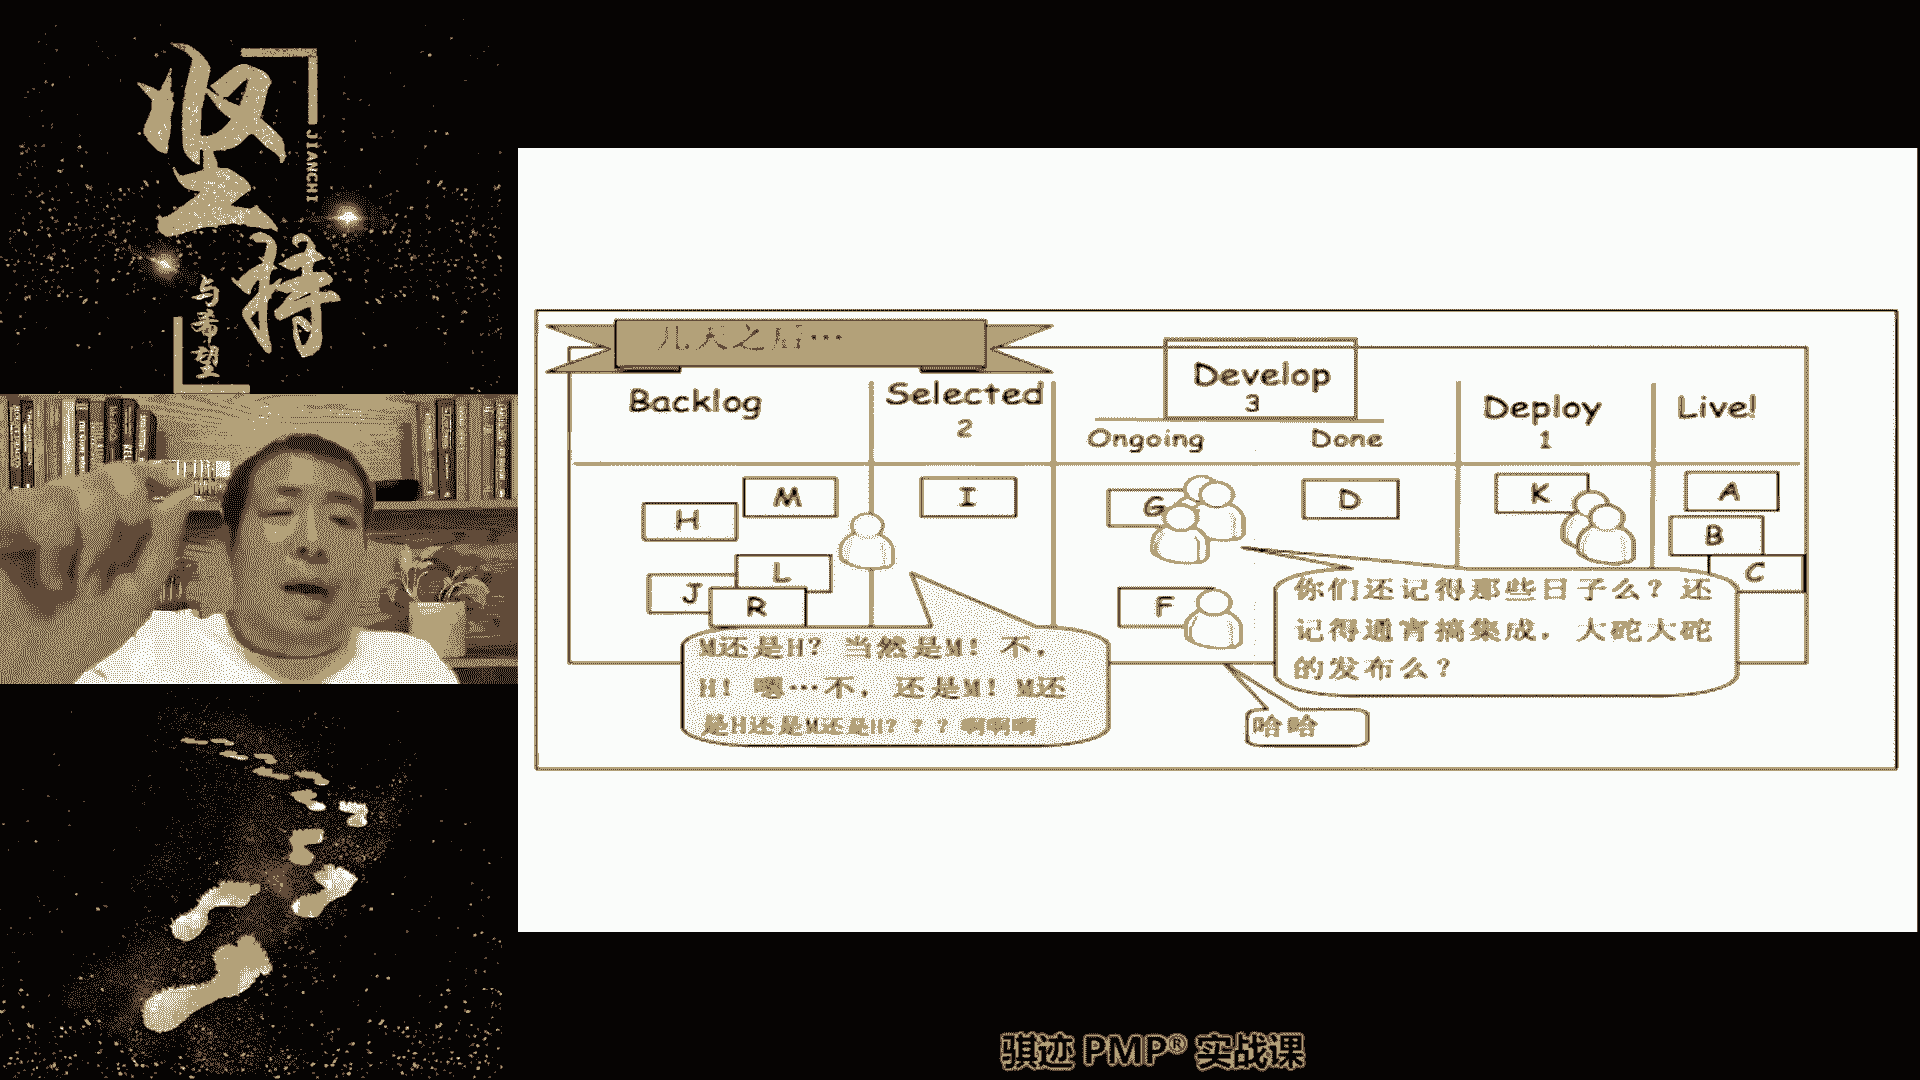 坚持
JIANCHI
与希望
几天之后…
Backlog
Selected
2
Develop
3
Ongoing
Done
Deploy
1
Live!
H
M
J
L
R
I
G
D
F
K
A
B
C
M还是H？当然是M！不，
H！嗯…不，还是M！M还
是H还是M还是H？？？啊啊啊
你们还记得那些日子么？还
记得通宵搞集成，大砣大砣
的发布么？
哈哈
骐迹 PMP® 实战课